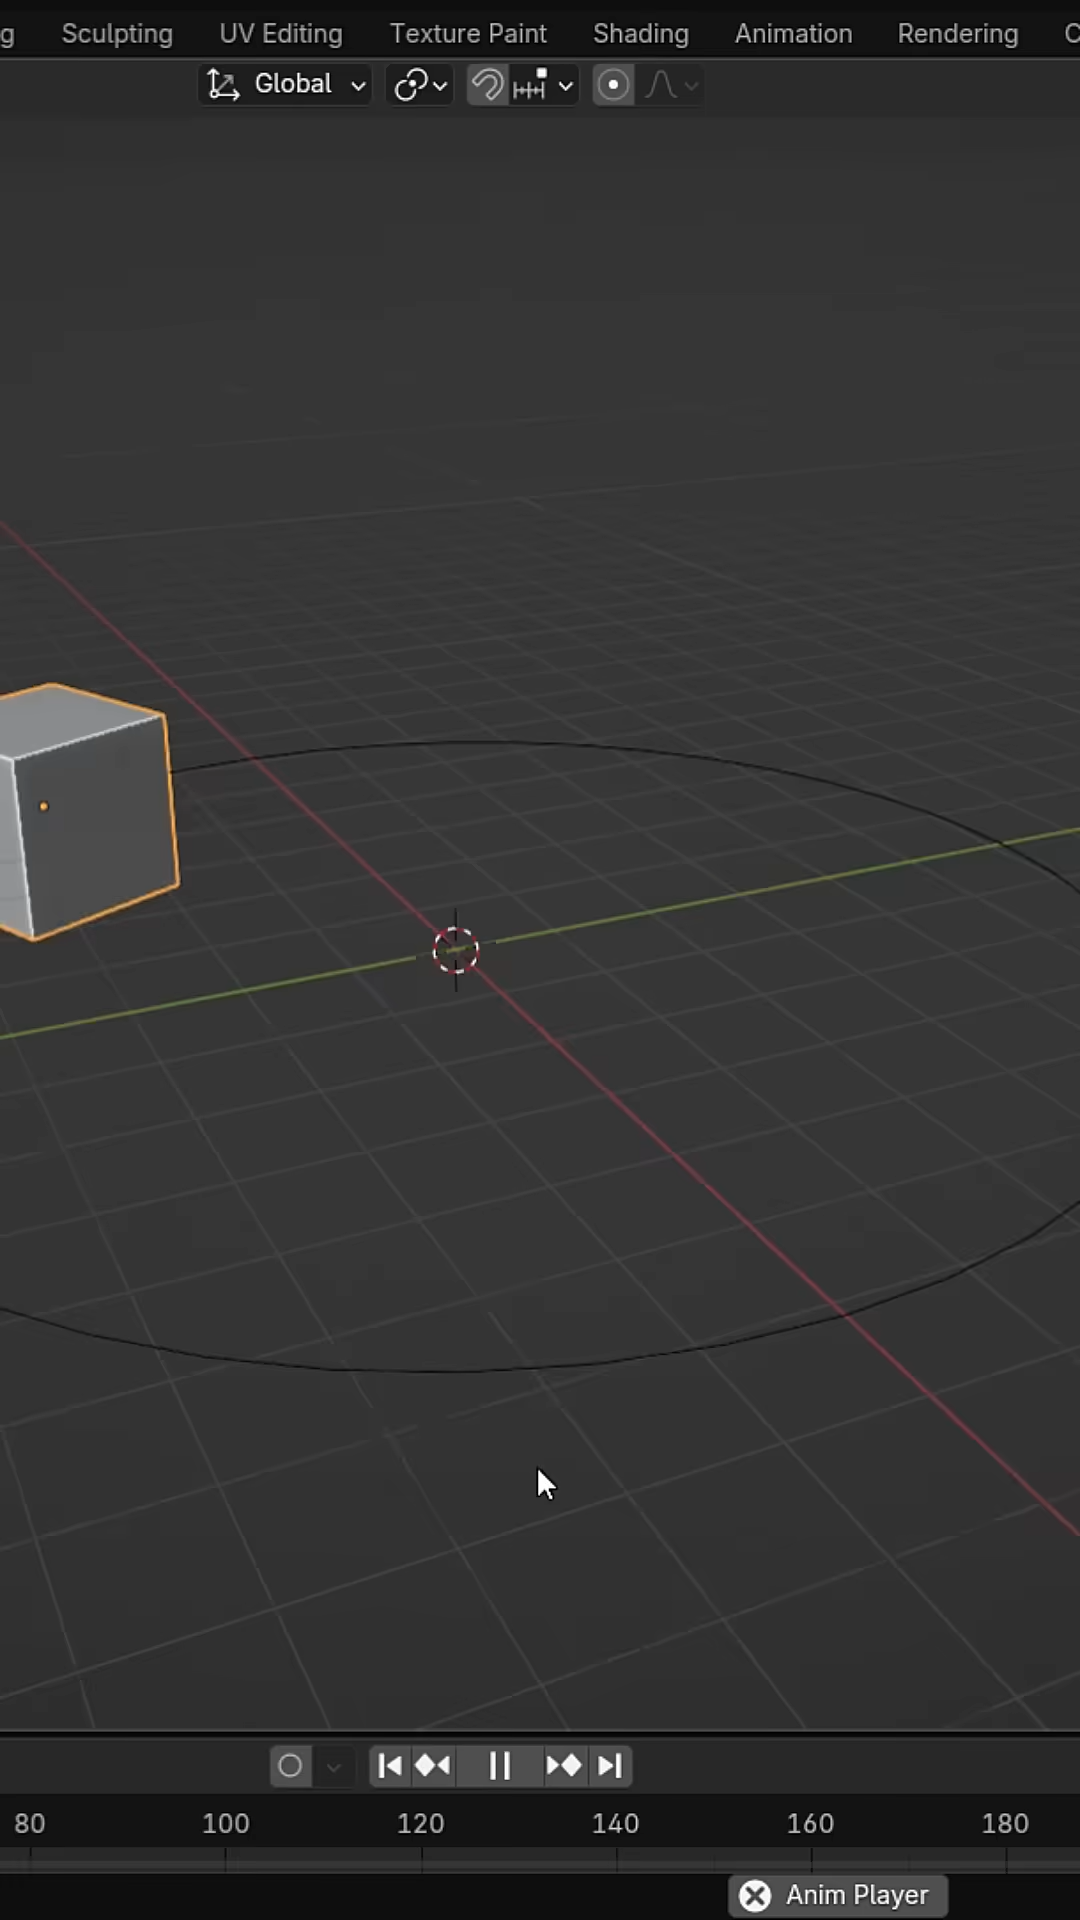 g Sculpting UV Editing Texture Paint Shading Animation Rendering C
Global
80 100 120 140 160 180
Anim Player